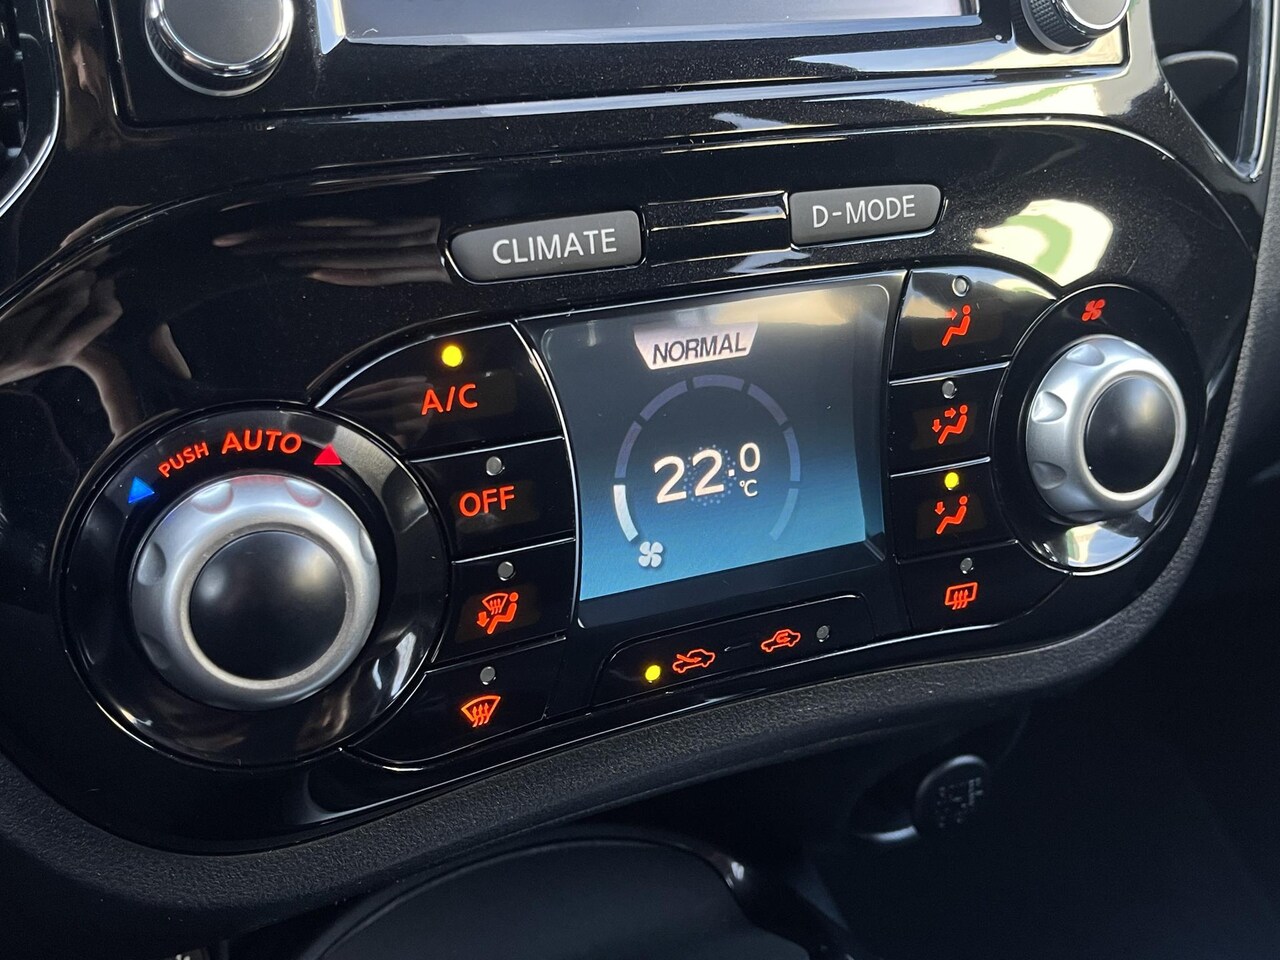 CLIMATE
D-MODE
NORMAL
A/C
PUSH AUTO
22.0
°C
OFF